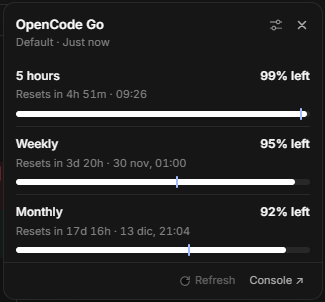 OpenCode Go
Default · Just now
5 hours 99% left
Resets in 4h 51m · 09:26
Weekly 95% left
Resets in 3d 20h · 30 nov, 01:00
Monthly 92% left
Resets in 17d 16h · 13 dic, 21:04
Refresh Console ↗